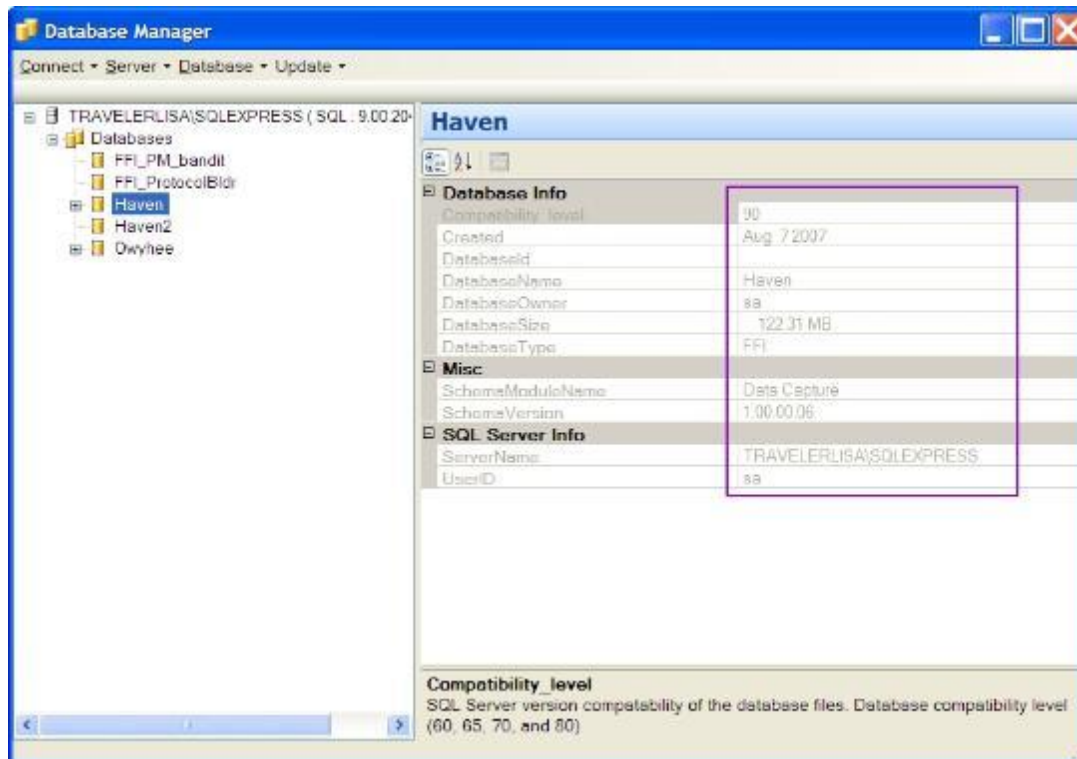 Database Manager
Connect Server Database Update
TRAVELERLISA\SQLEXPRESS ( SQL . 9.00.20
Databases
FFI_PM_bandit
FFI_ProtocolBldr
Haven
Haven2
Owyhee
Haven
Database Info
Compatibility_level 90
Created Aug 7 2007
DatabaseId
DatabaseName Haven
DatabaseOwner sa
DatabaseSize 122.31 MB
DatabaseType FFI
Misc
SchemaModuleName Data Capture
SchemaVersion 1.00.00.06
SQL Server Info
ServerName TRAVELERLISA\SQLEXPRESS
UserID sa
Compatibility_level
SQL Server version compatability of the database files. Database compatibility level
(60, 65, 70, and 80)